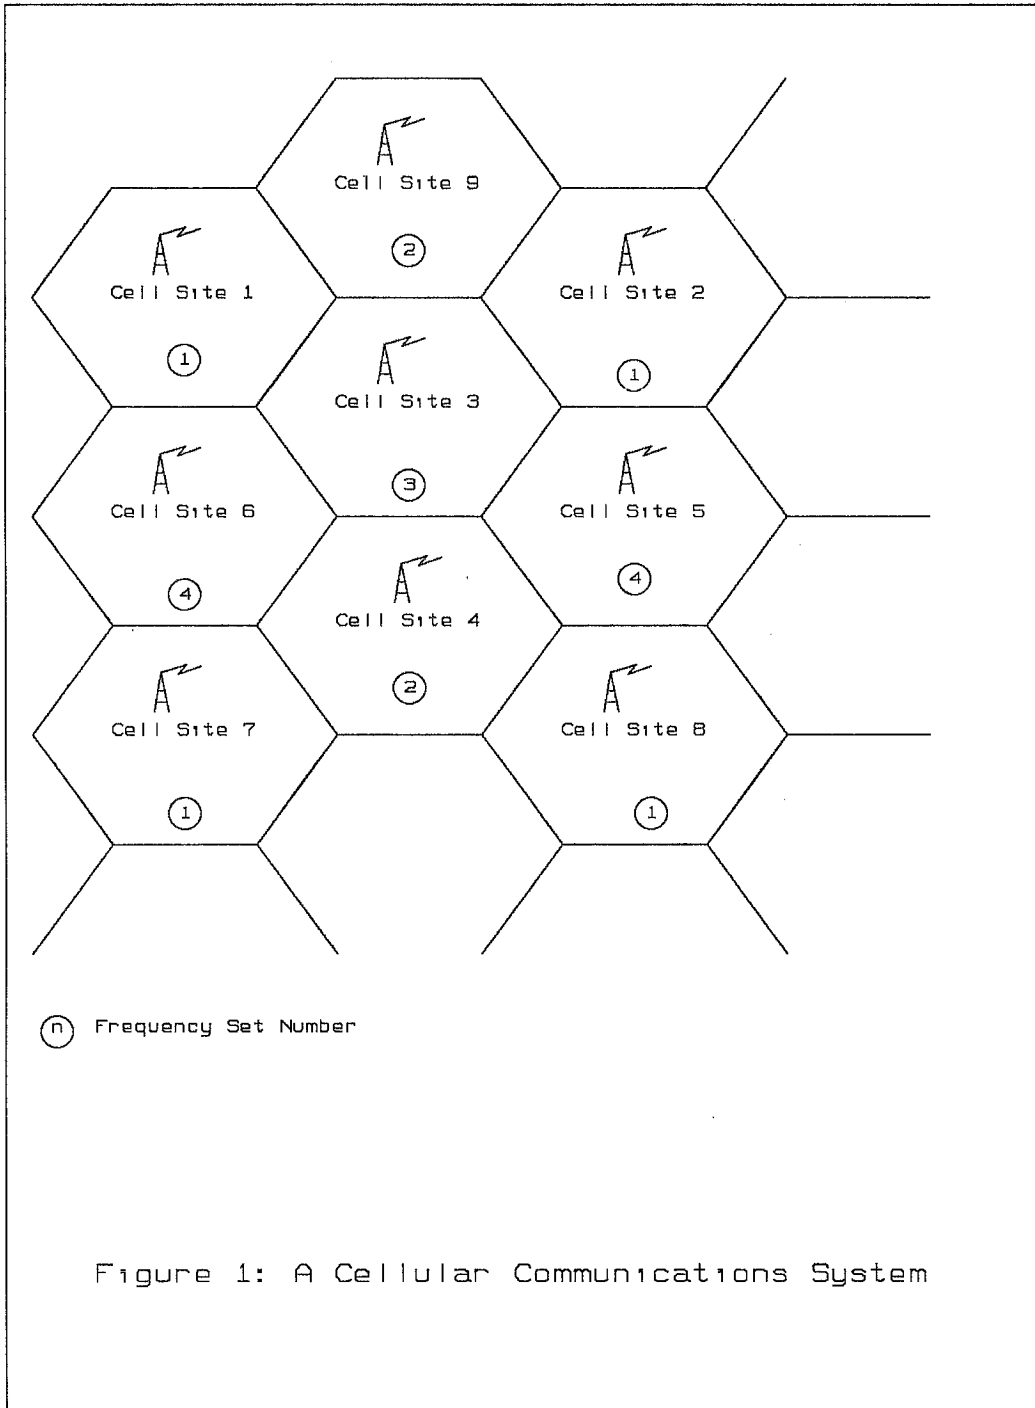 Cell Site 9
2
Cell Site 1
1
Cell Site 2
1
Cell Site 3
3
Cell Site 6
4
Cell Site 5
4
Cell Site 4
2
Cell Site 7
1
Cell Site 8
1
n Frequency Set Number
Figure 1: A Cellular Communications System